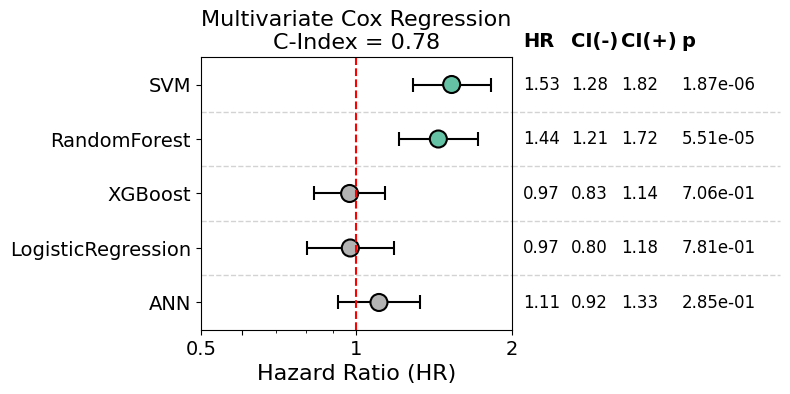 Multivariate Cox Regression
C-Index = 0.78
HR CI(-) CI(+) p
SVM 1.53 1.28 1.82 1.87e-06
RandomForest 1.44 1.21 1.72 5.51e-05
XGBoost 0.97 0.83 1.14 7.06e-01
LogisticRegression 0.97 0.80 1.18 7.81e-01
ANN 1.11 0.92 1.33 2.85e-01
0.5 1 2
Hazard Ratio (HR)